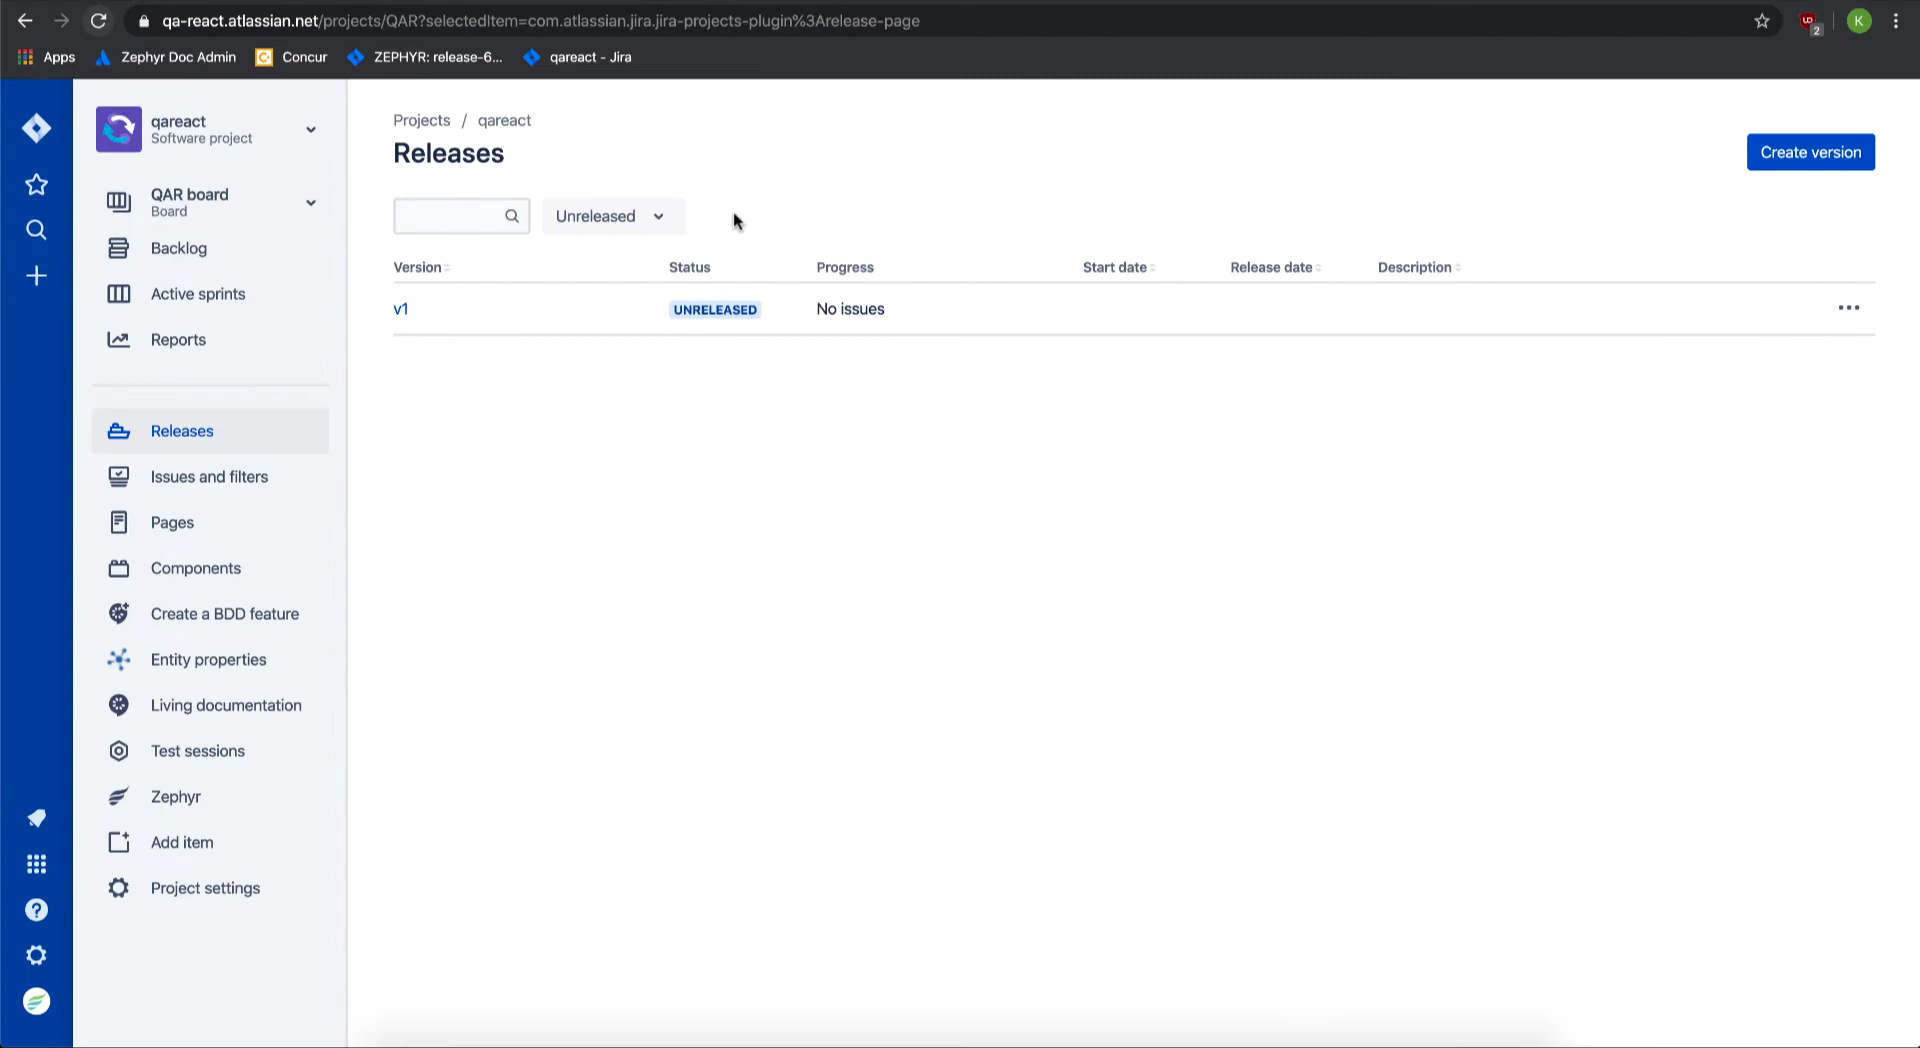 qa-react.atlassian.net/projects/QAR?selectedItem=com.atlassian.jira.jira-projects-plugin%3Arelease-page
UD
2
K
Apps
Zephyr Doc Admin
Concur
ZEPHYR: release-6...
qareact - Jira
qareact
Software project
QAR board
Board
Backlog
Active sprints
Reports
Releases
Issues and filters
Pages
Components
Create a BDD feature
Entity properties
Living documentation
Test sessions
Zephyr
Add item
Project settings
Projects / qareact
Releases
Create version
Unreleased
Version Status Progress Start date Release date Description
v1 UNRELEASED No issues